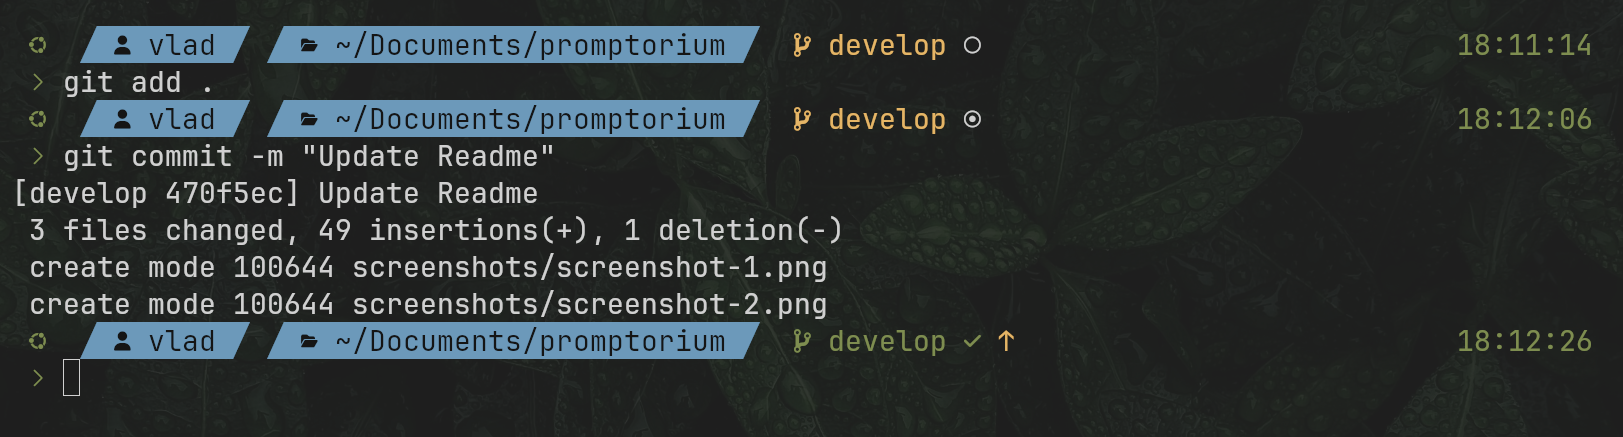 vlad ~/Documents/promptorium develop 18:11:14
> git add .
vlad ~/Documents/promptorium develop 18:12:06
> git commit -m "Update Readme"
[develop 470f5ec] Update Readme
3 files changed, 49 insertions(+), 1 deletion(-)
create mode 100644 screenshots/screenshot-1.png
create mode 100644 screenshots/screenshot-2.png
vlad ~/Documents/promptorium develop ✓ ↑ 18:12:26
>